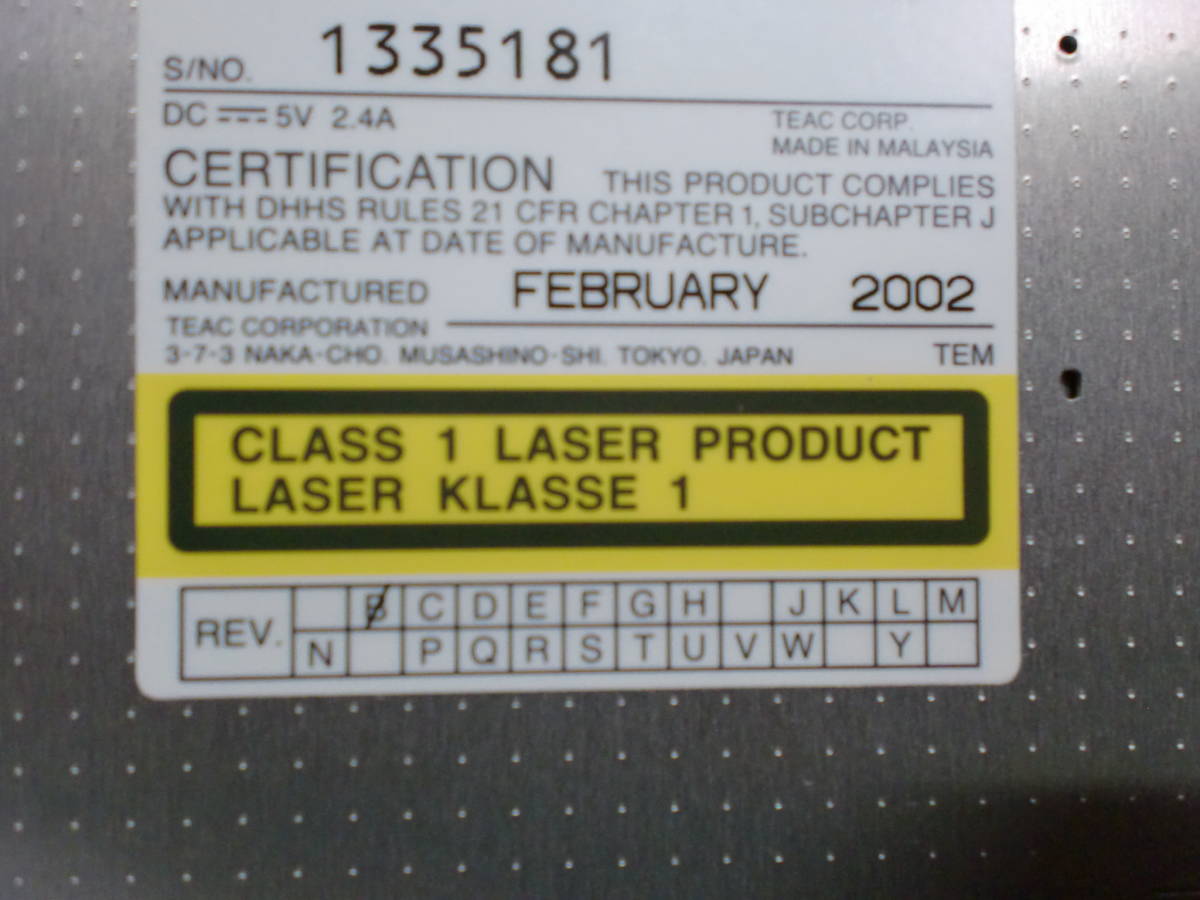 S/NO. 1335181
DC 5V 2.4A
TEAC CORP.
MADE IN MALAYSIA
CERTIFICATION THIS PRODUCT COMPLIES
WITH DHHS RULES 21 CFR CHAPTER 1, SUBCHAPTER J
APPLICABLE AT DATE OF MANUFACTURE.
MANUFACTURED FEBRUARY 2002
TEAC CORPORATION
3-7-3 NAKA-CHO. MUSASHINO-SHI. TOKYO. JAPAN TEM
CLASS 1 LASER PRODUCT
LASER KLASSE 1
REV. B C D E F G H J K L M
N P Q R S T U V W Y